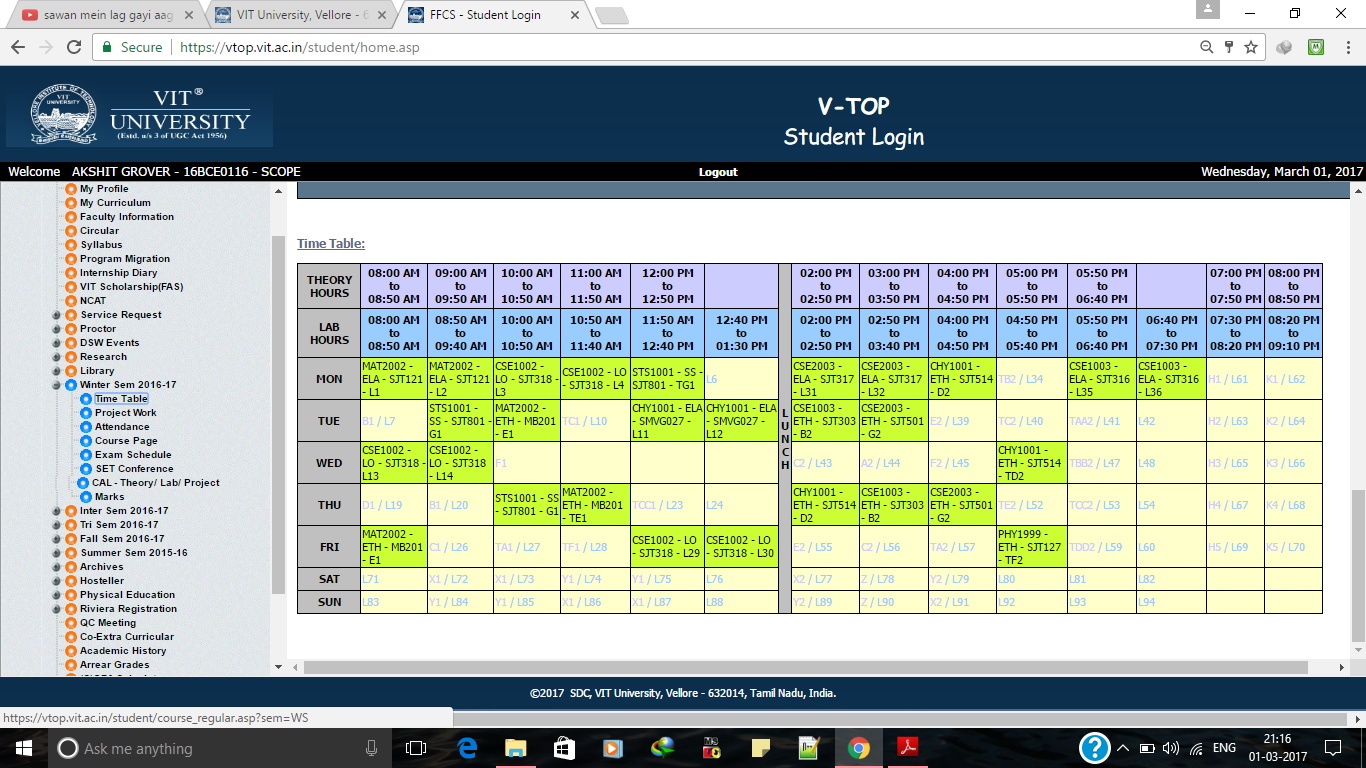 sawan mein lag gayi aag
VIT University, Vellore - 6
FFCS - Student Login
Secure
https://vtop.vit.ac.in/student/home.asp
VIT UNIVERSITY
VIT®
UNIVERSITY
(Estd. u/s 3 of UGC Act 1956)
V-TOP
Student Login
Welcome AKSHIT GROVER - 16BCE0116 - SCOPE
Logout
Wednesday, March 01, 2017
My Profile
My Curriculum
Faculty Information
Circular
Syllabus
Program Migration
Internship Diary
VIT Scholarship(FAS)
NCAT
Service Request
Proctor
DSW Events
Research
Library
Winter Sem 2016-17
Time Table
Project Work
Attendance
Course Page
Exam Schedule
SET Conference
CAL - Theory/ Lab/ Project
Marks
Inter Sem 2016-17
Tri Sem 2016-17
Fall Sem 2016-17
Summer Sem 2015-16
Archives
Hosteller
Physical Education
Riviera Registration
QC Meeting
Co-Extra Curricular
Academic History
Arrear Grades
Time Table:
THEORY HOURS 08:00 AM to 08:50 AM 09:00 AM to 09:50 AM 10:00 AM to 10:50 AM 11:00 AM to 11:50 AM 12:00 PM to 12:50 PM LUNCH 02:00 PM to 02:50 PM 03:00 PM to 03:50 PM 04:00 PM to 04:50 PM 05:00 PM to 05:50 PM 05:50 PM to 06:40 PM 07:00 PM to 07:50 PM 08:00 PM to 08:50 PM
LAB HOURS 08:00 AM to 08:50 AM 08:50 AM to 09:40 AM 10:00 AM to 10:50 AM 10:50 AM to 11:40 AM 11:50 AM to 12:40 PM 12:40 PM to 01:30 PM 02:00 PM to 02:50 PM 02:50 PM to 03:40 PM 04:00 PM to 04:50 PM 04:50 PM to 05:40 PM 05:50 PM to 06:40 PM 06:40 PM to 07:30 PM 07:30 PM to 08:20 PM 08:20 PM to 09:10 PM
MON MAT2002 - ELA - SJT121 - L1 MAT2002 - ELA - SJT121 - L2 CSE1002 - LO - SJT318 - L3 CSE1002 - LO - SJT318 - L4 STS1001 - SS - SJT801 - TG1 L6 CSE2003 - ELA - SJT317 - L31 CSE2003 - ELA - SJT317 - L32 CHY1001 - ETH - SJT514 - D2 TB2 / L34 CSE1003 - ELA - SJT316 - L35 CSE1003 - ELA - SJT316 - L36 H1 / L61 K1 / L62
TUE B1 / L7 STS1001 - SS - SJT801 - G1 MAT2002 - ETH - MB201 - E1 TC1 / L10 CHY1001 - ELA - SMVG027 - L11 CHY1001 - ELA - SMVG027 - L12 CSE1003 - ETH - SJT303 - B2 CSE2003 - ETH - SJT501 - G2 E2 / L39 TC2 / L40 TAA2 / L41 L42 H2 / L63 K2 / L64
WED CSE1002 - LO - SJT318 - L13 CSE1002 - LO - SJT318 - L14 F1 C2 / L43 A2 / L44 F2 / L45 CHY1001 - ETH - SJT514 - TD2 TBB2 / L47 L48 H3 / L65 K3 / L66
THU D1 / L19 B1 / L20 STS1001 - SS - SJT801 - G1 MAT2002 - ETH - MB201 - TE1 TCC1 / L23 L24 CHY1001 - ETH - SJT514 - D2 CSE1003 - ETH - SJT303 - B2 CSE2003 - ETH - SJT501 - G2 TE2 / L52 TCC2 / L53 L54 H4 / L67 K4 / L68
FRI MAT2002 - ETH - MB201 - E1 C1 / L26 TA1 / L27 TF1 / L28 CSE1002 - LO - SJT318 - L29 CSE1002 - LO - SJT318 - L30 E2 / L55 C2 / L56 TA2 / L57 PHY1999 - ETH - SJT127 - TF2 TDD2 / L59 L60 H5 / L69 K5 / L70
SAT L71 X1 / L72 X1 / L73 Y1 / L74 Y1 / L75 L76 X2 / L77 Z / L78 Y2 / L79 L80 L81 L82
SUN L83 Y1 / L84 Y1 / L85 X1 / L86 X1 / L87 L88 Y2 / L89 Z / L90 X2 / L91 L92 L93 L94
©2017 SDC, VIT University, Vellore - 632014, Tamil Nadu, India.
https://vtop.vit.ac.in/student/course_regular.asp?sem=WS
Ask me anything
ENG
21:16
01-03-2017